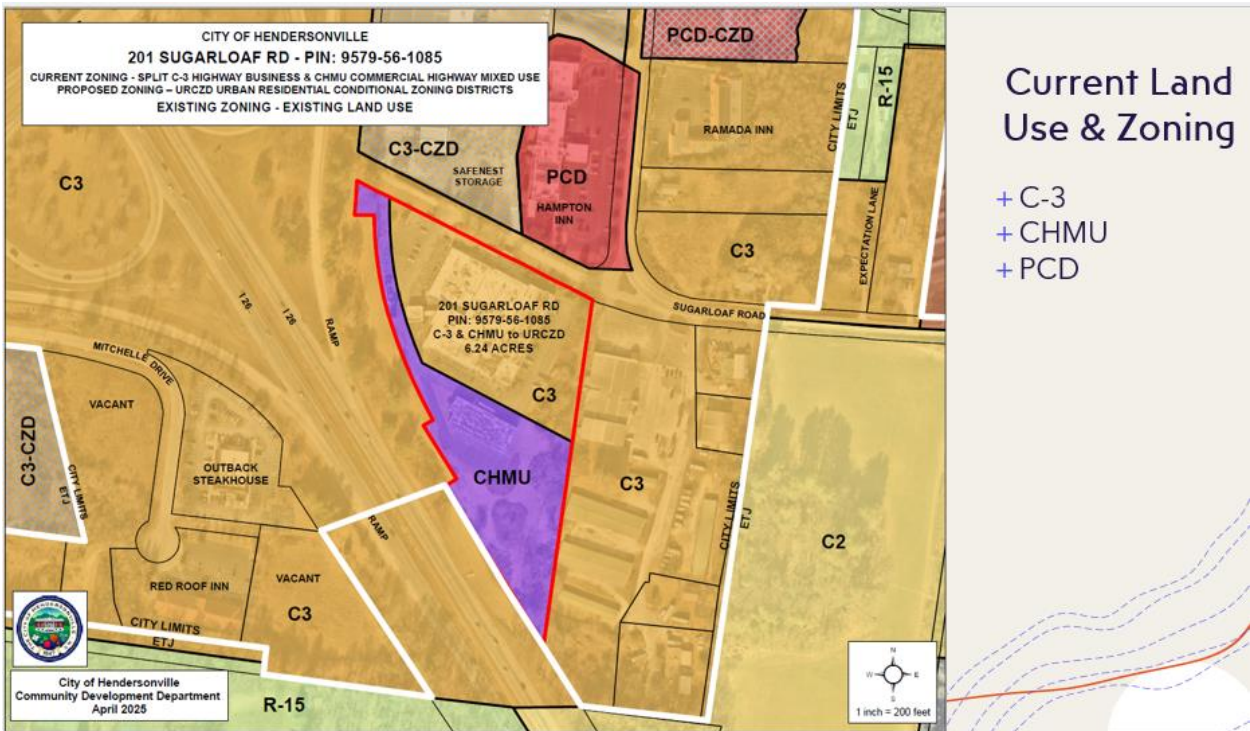 CITY OF HENDERSONVILLE
201 SUGARLOAF RD - PIN: 9579-56-1085
CURRENT ZONING - SPLIT C-3 HIGHWAY BUSINESS & CHMU COMMERCIAL HIGHWAY MIXED USE
PROPOSED ZONING – URCZD URBAN RESIDENTIAL CONDITIONAL ZONING DISTRICTS
EXISTING ZONING - EXISTING LAND USE
PCD-CZD
CITY LIMITS
ETJ
R-15
RAMADA INN
C3-CZD
SAFENEST
STORAGE
PCD
HAMPTON
INN
C3
C3
EXPECTATION LANE
I 26
I 26
RAMP
201 SUGARLOAF RD
PIN: 9579-56-1085
C-3 & CHMU to URCZD
6.24 ACRES
C3
SUGARLOAF ROAD
MITCHELLE DRIVE
VACANT
C3-CZD
CITY LIMITS
ETJ
OUTBACK
STEAKHOUSE
CHMU
C3
CITY LIMITS
ETJ
C2
RAMP
RED ROOF INN
VACANT
C3
CITY LIMITS
ETJ
R-15
City of Hendersonville
Community Development Department
April 2025
N
W
E
S
1 inch = 200 feet
Current Land
Use & Zoning
+ C-3
+ CHMU
+ PCD